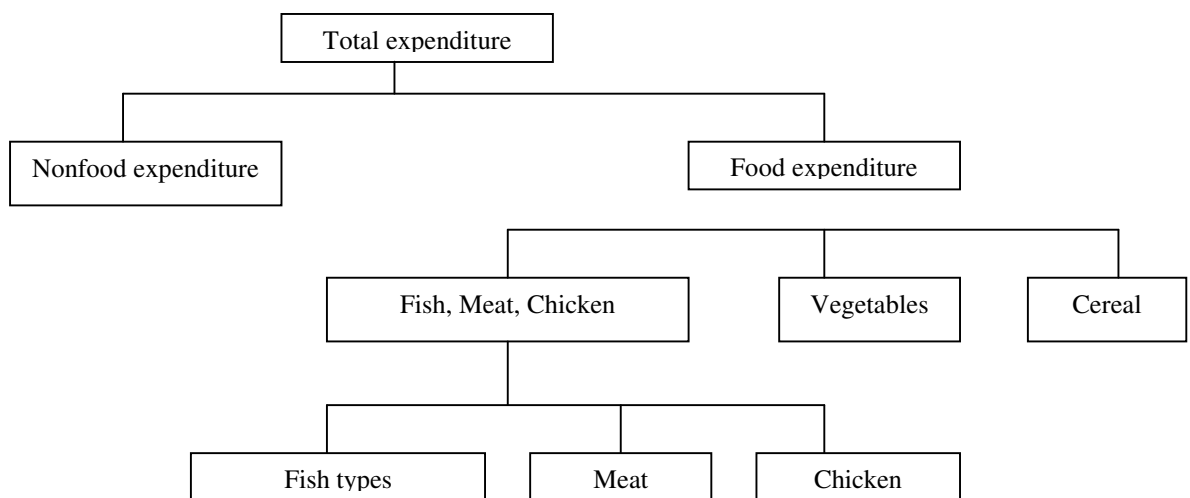 Total expenditure
Nonfood expenditure
Food expenditure
Fish, Meat, Chicken
Vegetables
Cereal
Fish types
Meat
Chicken